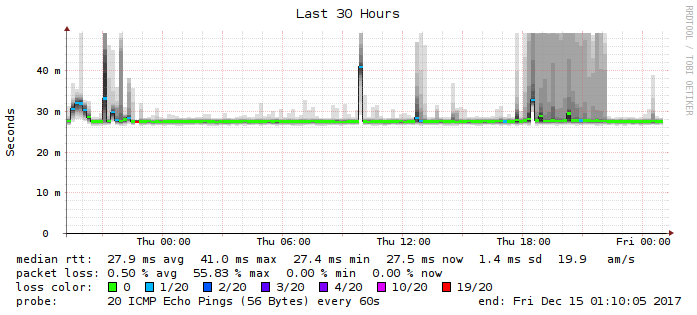 Last 30 Hours
RRDTOOL / TOBI OETIKER
Seconds
40 m
30 m
20 m
10 m
0
Thu 00:00 Thu 06:00 Thu 12:00 Thu 18:00 Fri 00:00
median rtt: 27.9 ms avg 41.0 ms max 27.4 ms min 27.5 ms now 1.4 ms sd 19.9 am/s
packet loss: 0.50 % avg 55.83 % max 0.00 % min 0.00 % now
loss color: 0 1/20 2/20 3/20 4/20 10/20 19/20
probe: 20 ICMP Echo Pings (56 Bytes) every 60s end: Fri Dec 15 01:10:05 2017